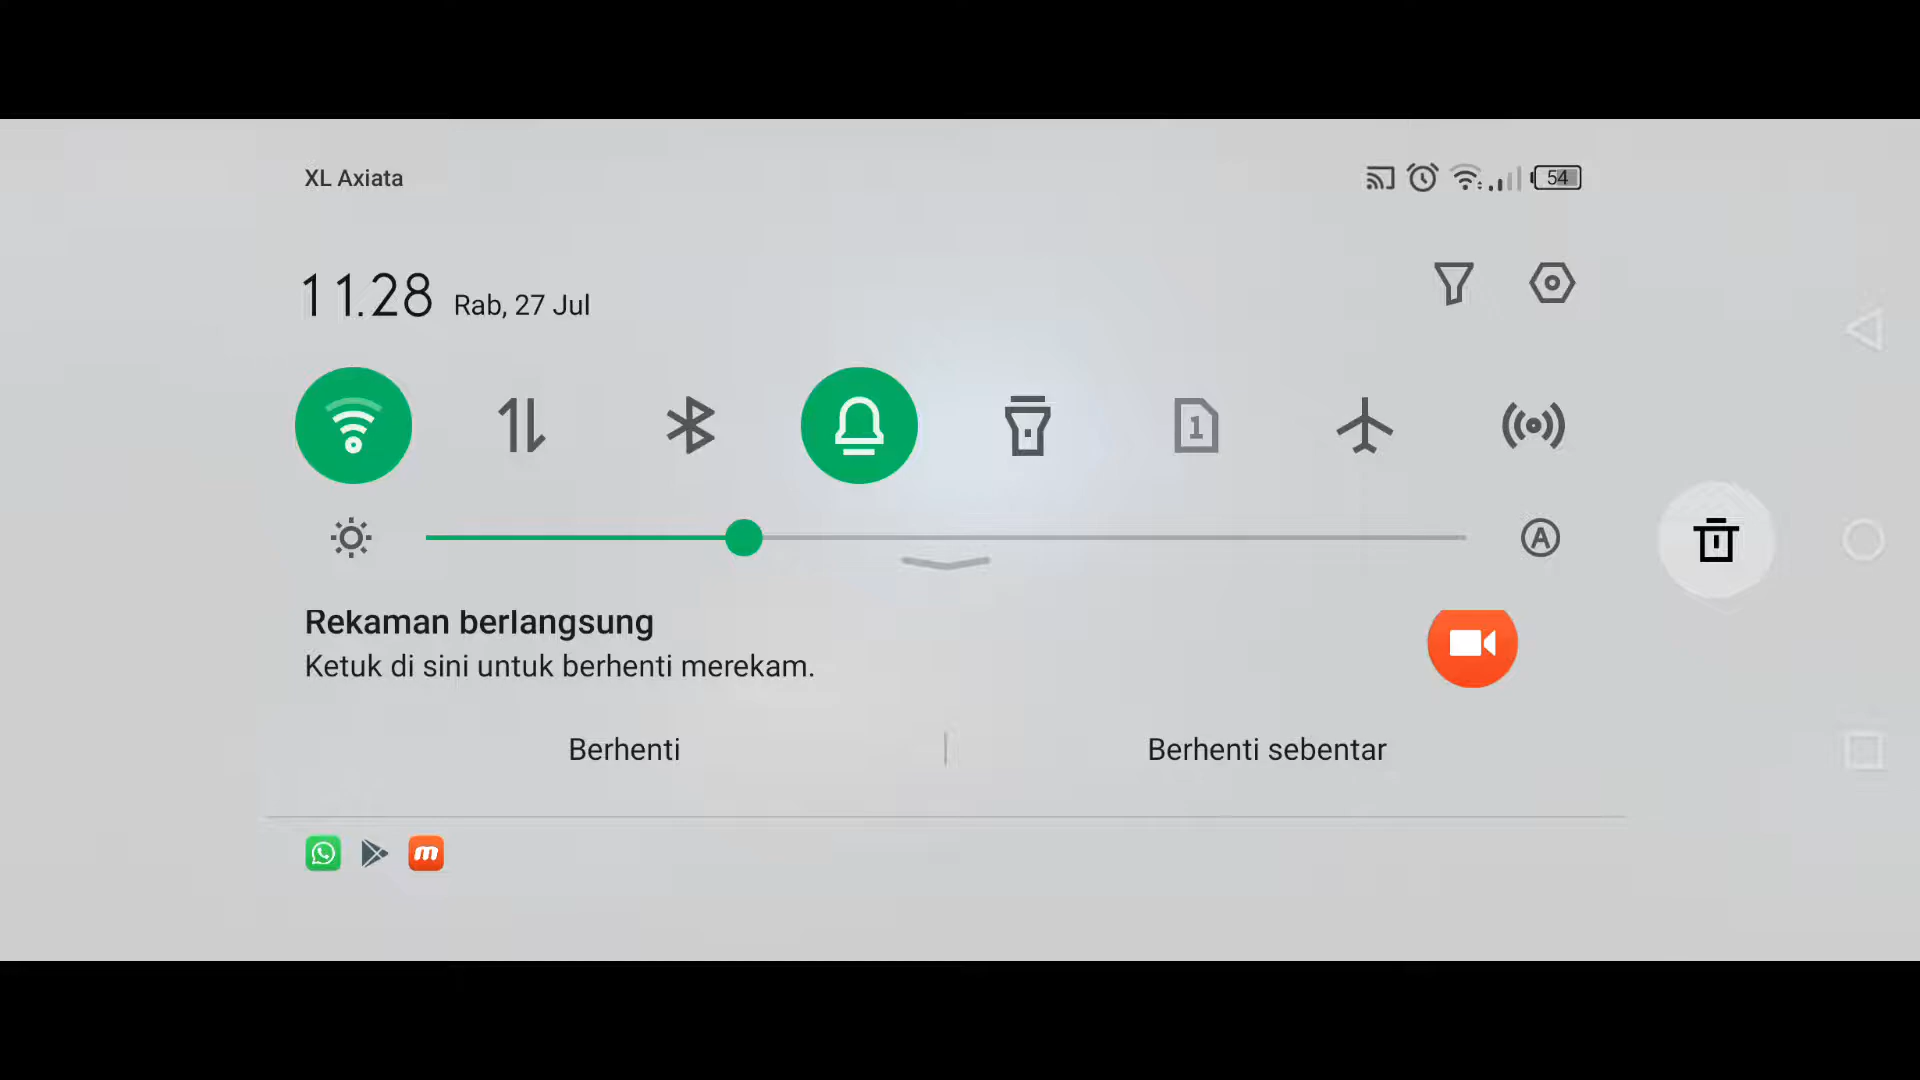 XL Axiata
54
11.28 Rab, 27 Jul
1
A
Rekaman berlangsung
Ketuk di sini untuk berhenti merekam.
Berhenti
Berhenti sebentar
m